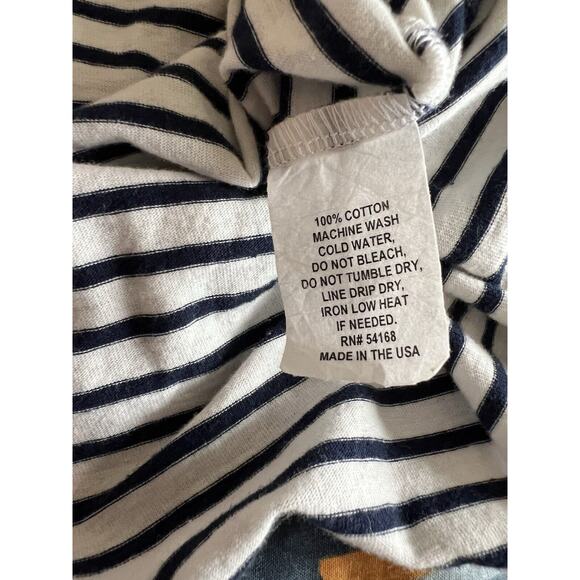 100% COTTON
MACHINE WASH
COLD WATER,
DO NOT BLEACH,
DO NOT TUMBLE DRY,
LINE DRIP DRY,
IRON LOW HEAT
IF NEEDED.
RN# 54168
MADE IN THE USA